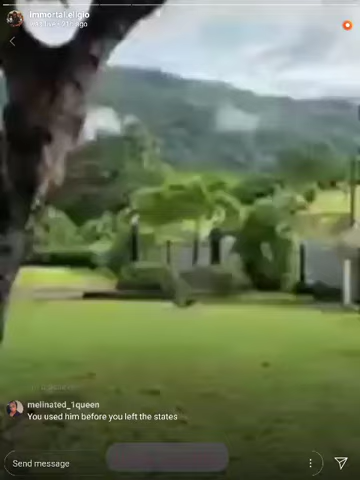 Immortal.eligio
melinated_1queen
You used him before you left the states
Send message